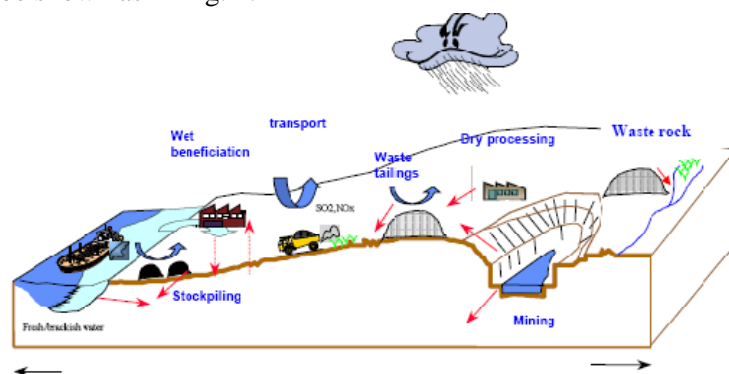 transport
Wet
beneficiation
Dry processing
Waste rock
Waste
tailings
SO2,NOx
Stockpiling
Mining
Fresh/brackish water